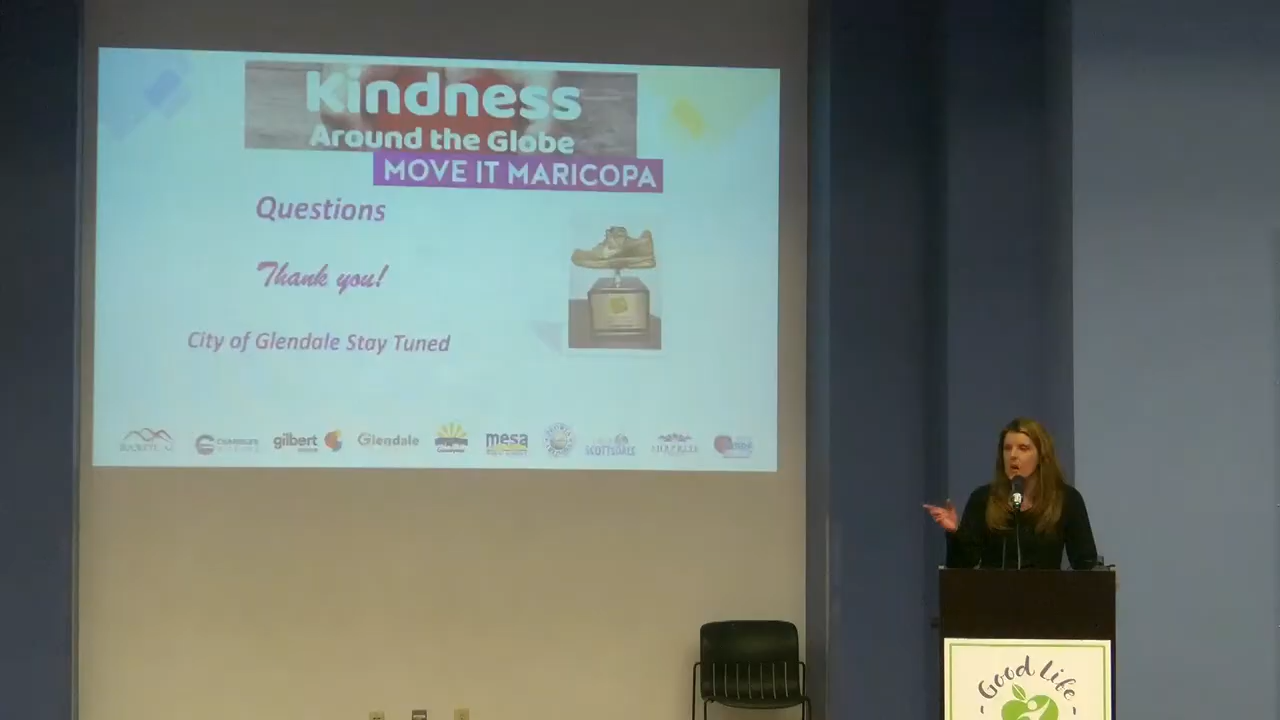 Kindness
Around the Globe
MOVE IT MARICOPA
Questions
Thank you!
City of Glendale Stay Tuned
gilbert
Glendale
mesa
SCOTTSDALE
- Good Life -